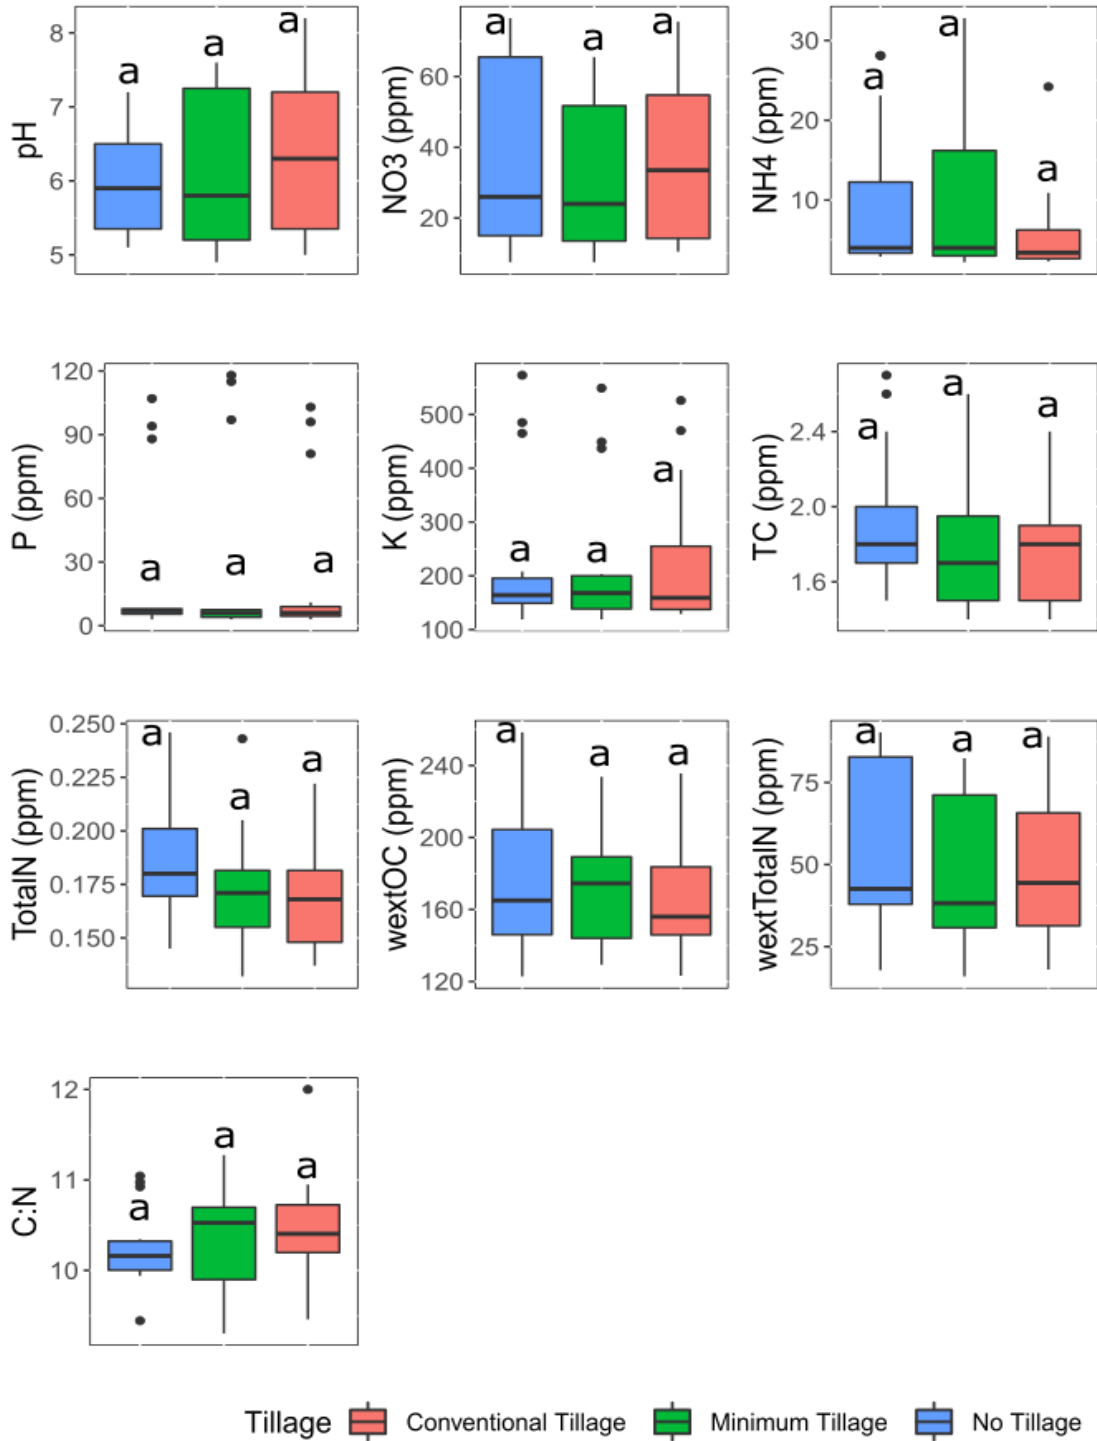 a a a
8
7
6
5
pH
a a a
60
40
20
NO3 (ppm)
a a a
30
20
10
NH4 (ppm)
120
90
60
30
0
P (ppm)
a a a
500
400
300
200
100
K (ppm)
a a a
2.4
2.0
1.6
TC (ppm)
a a a
0.250
0.225
0.200
0.175
0.150
TotalN (ppm)
a a a
240
200
160
120
wextOC (ppm)
a a a
75
50
25
wextTotalN (ppm)
a a a
12
11
10
C:N
a a a
Tillage Conventional Tillage Minimum Tillage No Tillage